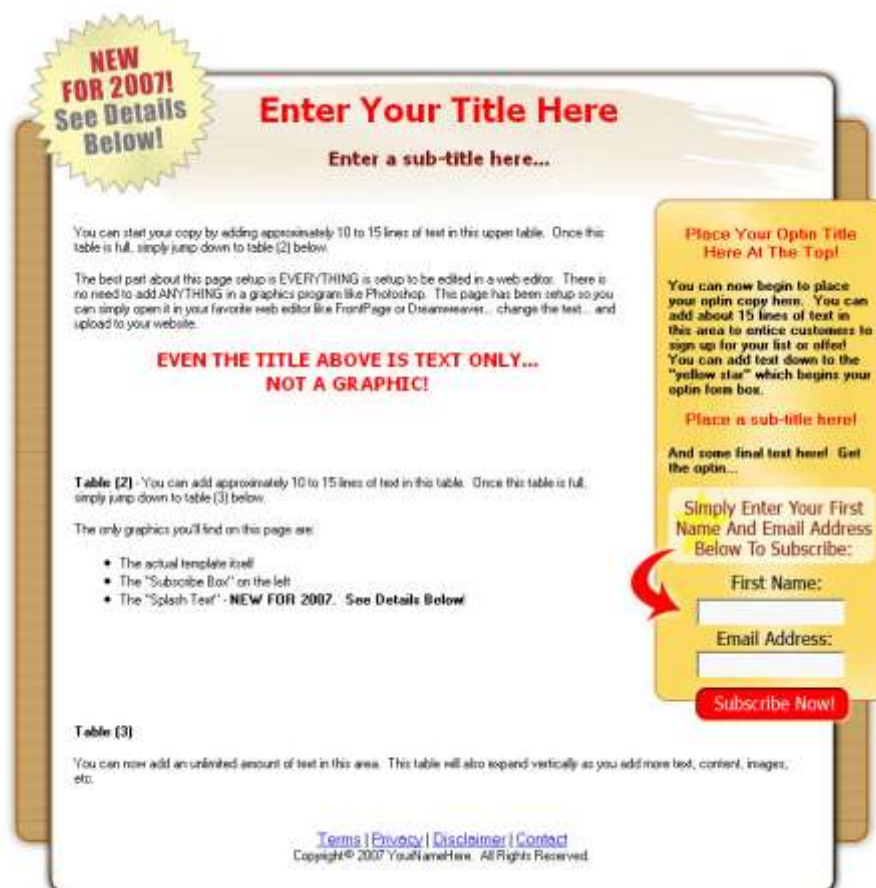 NEW
FOR 2007!
See Details
Below!
Enter Your Title Here
Enter a sub-title here...
You can start your copy by adding approximately 10 to 15 lines of text in this upper table. Once this
table is full, simply jump down to table (2) below.
The best part about this page setup is EVERYTHING is setup to be edited in a web editor. There is
no need to add ANYTHING in a graphics program like Photoshop. This page has been setup so you
can simply open it in your favorite web editor like FrontPage or Dreamweaver... change the text... and
upload to your website.
EVEN THE TITLE ABOVE IS TEXT ONLY...
NOT A GRAPHIC!
Table (2) - You can add approximately 10 to 15 lines of text in this table. Once this table is full,
simply jump down to table (3) below.
The only graphics you'll find on this page are:
• The actual template itself
• The "Subscribe Box" on the left
• The "Splash Text" - NEW FOR 2007. See Details Below!
Table (3)
You can now add an unlimited amount of text in this area. This table will also expand vertically as you add more text, content, images,
etc.
Place Your Optin Title
Here At The Top!
You can now begin to place
your optin copy here. You can
add about 15 lines of text in
this area to entice customers to
sign up for your list or offer!
You can add text down to the
"yellow star" which begins your
optin form box.
Place a sub-title here!
And some final text here! Get
the optin...
Simply Enter Your First
Name And Email Address
Below To Subscribe:
First Name:
Email Address:
Subscribe Now!
Terms | Privacy | Disclaimer | Contact
Copyright© 2007 YourNameHere. All Rights Reserved.